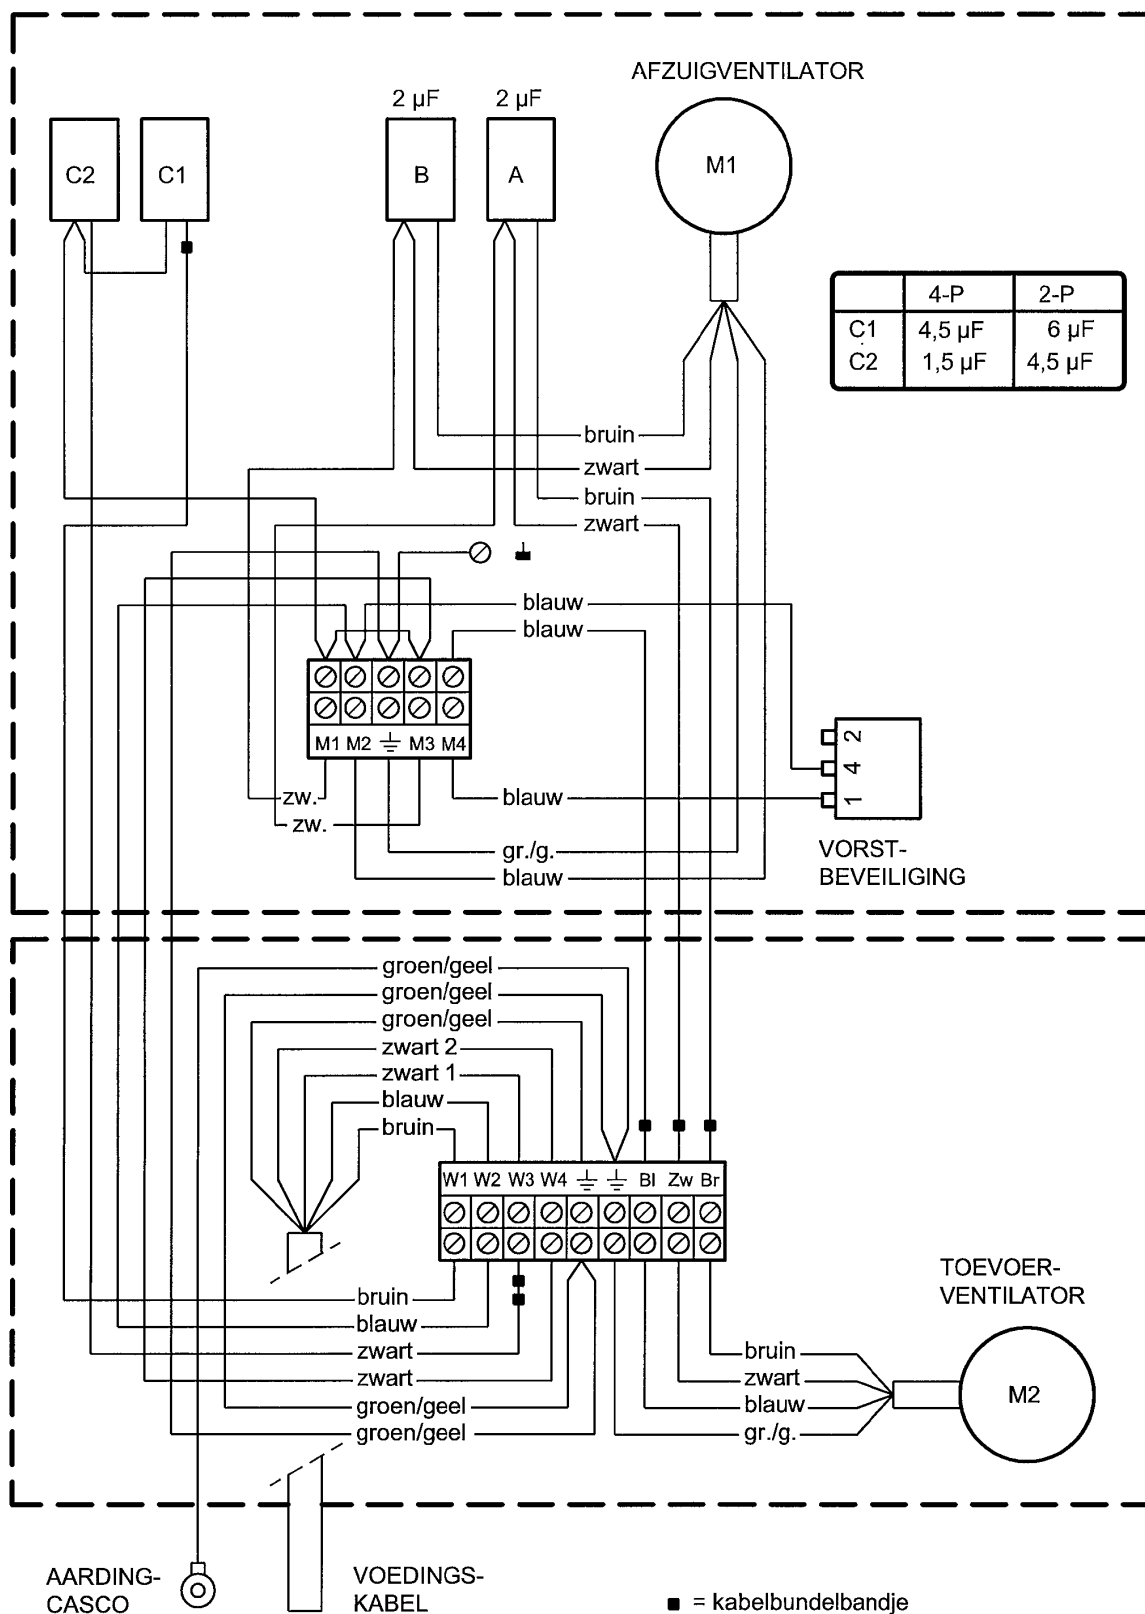 AFZUIGVENTILATOR
2 µF
2 µF
C2
C1
B
A
M1
4-P
2-P
C1
4,5 µF
6 µF
C2
1,5 µF
4,5 µF
bruin
zwart
bruin
zwart
blauw
blauw
M1
M2
M3
M4
2
4
1
zw.
blauw
zw.
gr./g.
blauw
VORST-
BEVEILIGING
groen/geel
groen/geel
groen/geel
zwart 2
zwart 1
blauw
bruin
W1
W2
W3
W4
Bl
Zw
Br
bruin
blauw
zwart
zwart
groen/geel
groen/geel
TOEVOER-
VENTILATOR
bruin
zwart
blauw
gr./g.
M2
AARDING-
CASCO
VOEDINGS-
KABEL
= kabelbundelbandje